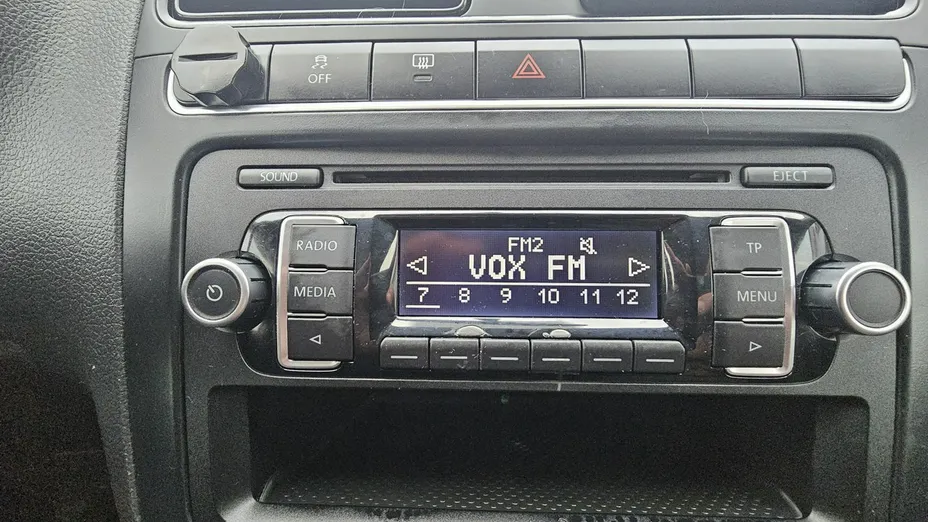 OFF
SOUND
EJECT
RADIO
MEDIA
FM2
VOX FM
7 8 9 10 11 12
TP
MENU